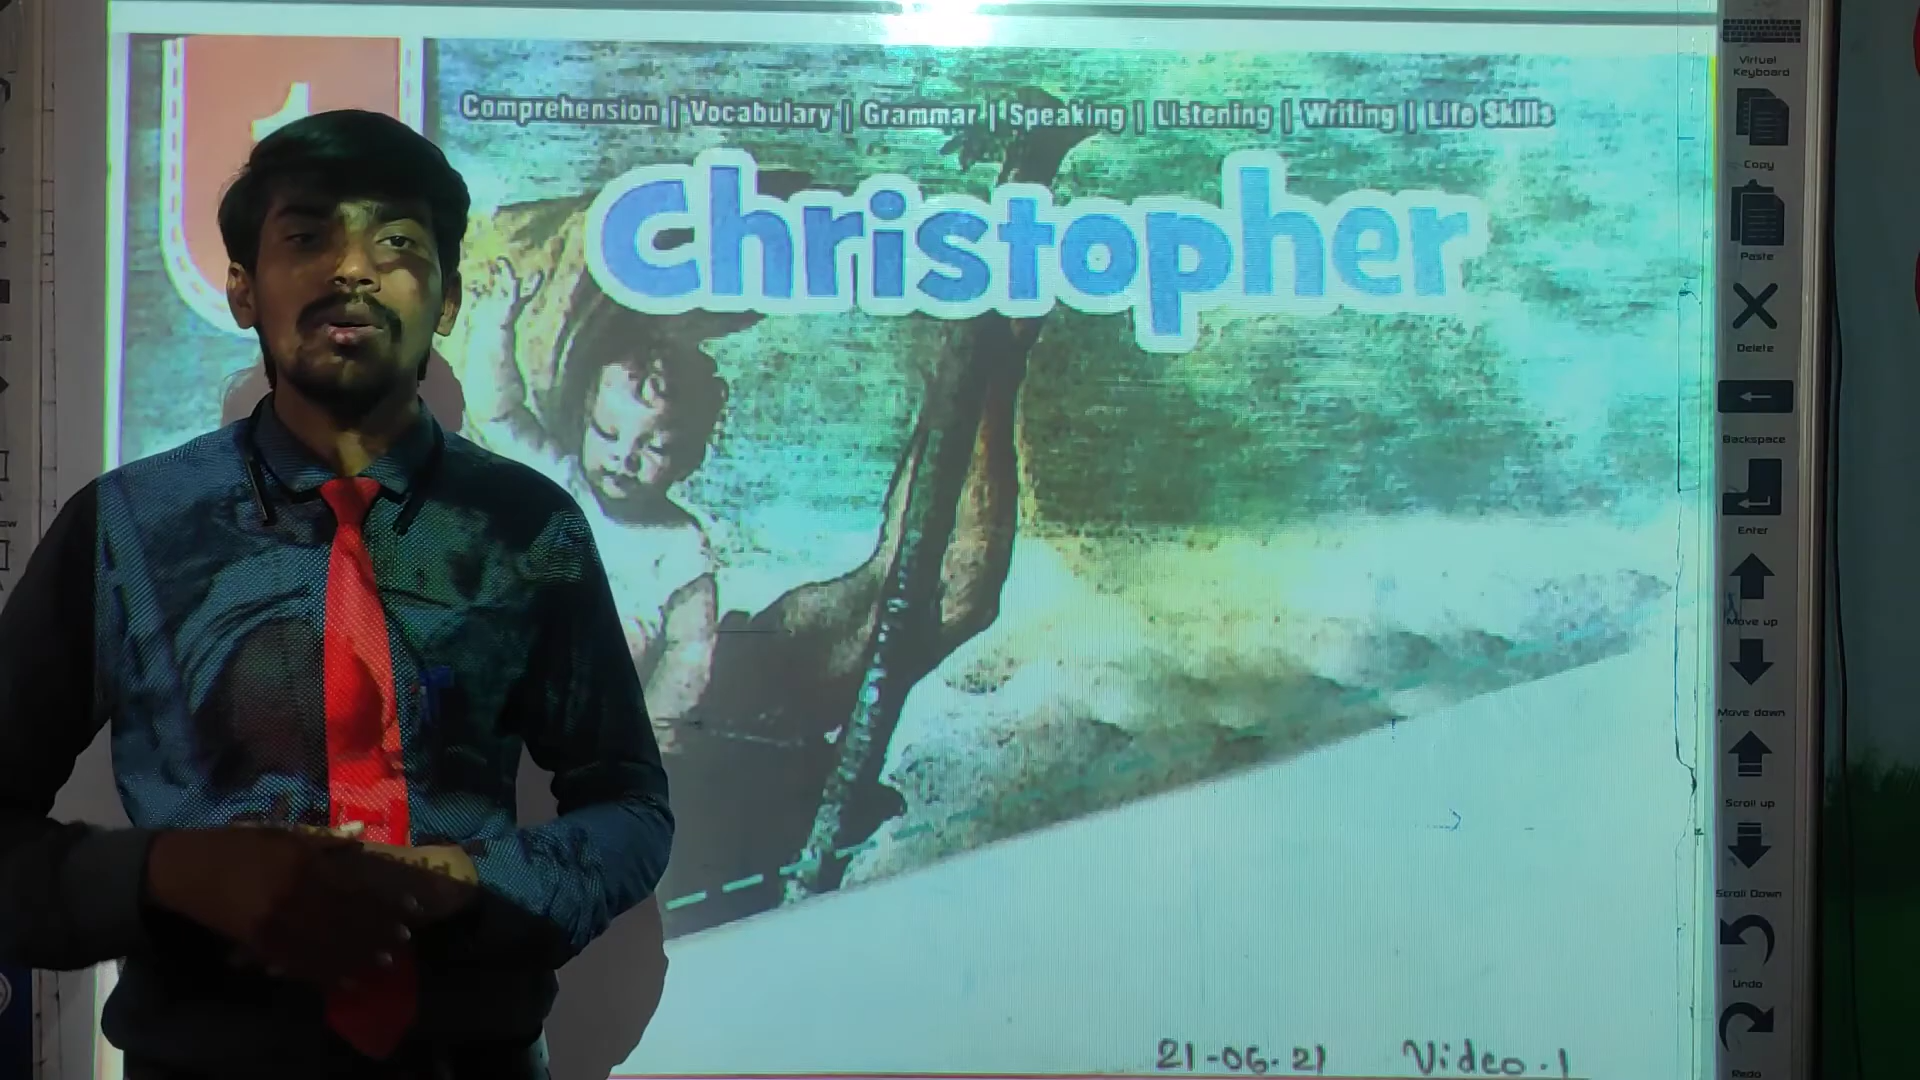 1
Comprehension | Vocabulary | Grammar | Speaking | Listening | Writing | Life Skills
Christopher
21-06-21 Video.1
Virtual
Keyboard
Copy
Paste
Delete
Backspace
Enter
Move up
Move down
Scroll up
Scroll Down
Undo
Redo